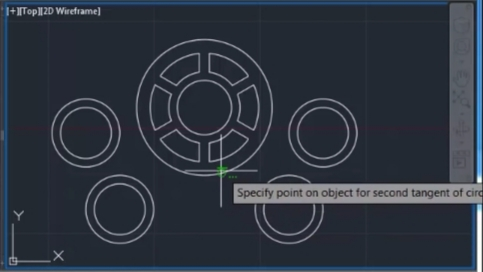 [+][Top][2D Wireframe]
Specify point on object for second tangent of circ
Y
X